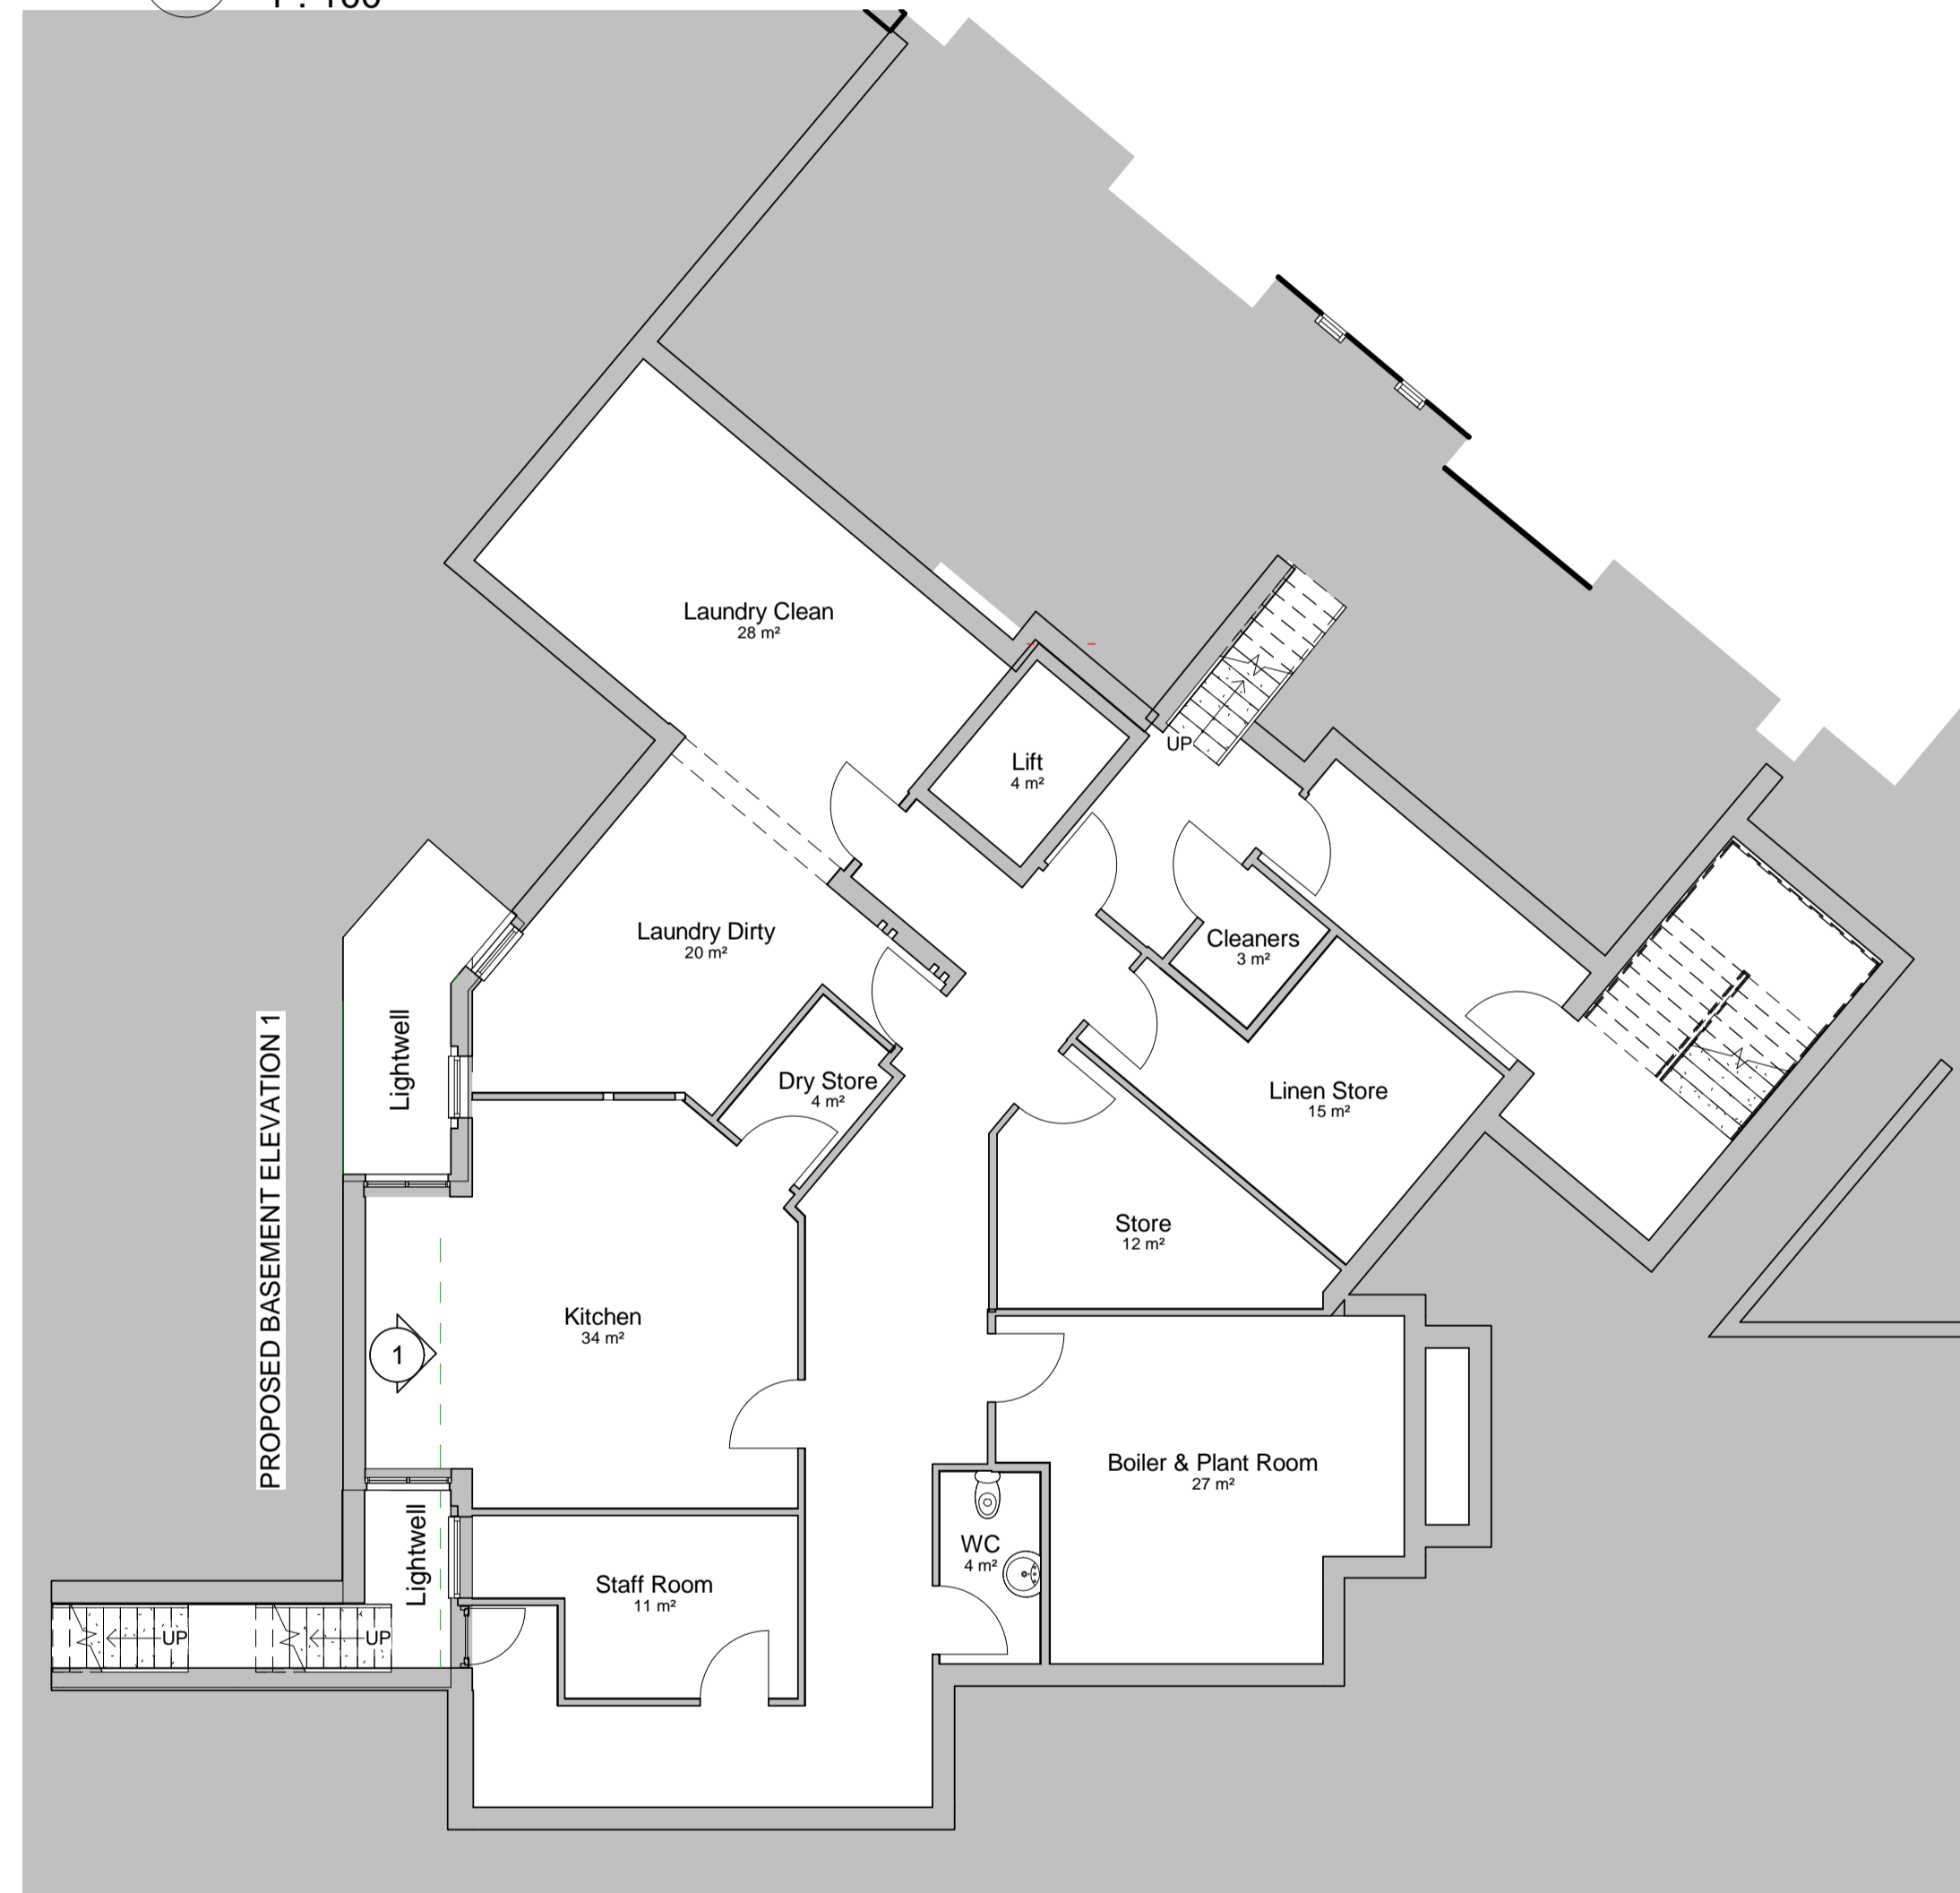 Laundry Clean
28 m²
Lift
4 m²
UP
Laundry Dirty
20 m²
Cleaners
3 m²
Lightwell
Dry Store
4 m²
Linen Store
15 m²
PROPOSED BASEMENT ELEVATION 1
Store
12 m²
Kitchen
34 m²
1
Boiler & Plant Room
27 m²
Lightwell
WC
4 m²
Staff Room
11 m²
UP
UP